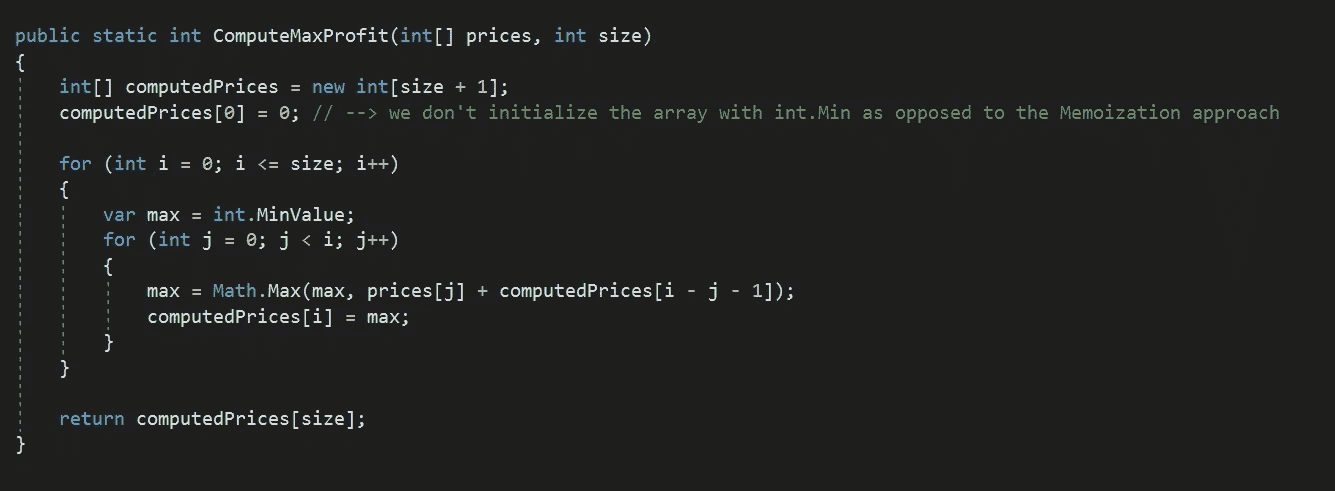 public static int ComputeMaxProfit(int[] prices, int size)
{
    int[] computedPrices = new int[size + 1];
    computedPrices[0] = 0; // --> we don't initialize the array with int.Min as opposed to the Memoization approach

    for (int i = 0; i <= size; i++)
    {
        var max = int.MinValue;
        for (int j = 0; j < i; j++)
        {
            max = Math.Max(max, prices[j] + computedPrices[i - j - 1]);
            computedPrices[i] = max;
        }
    }

    return computedPrices[size];
}